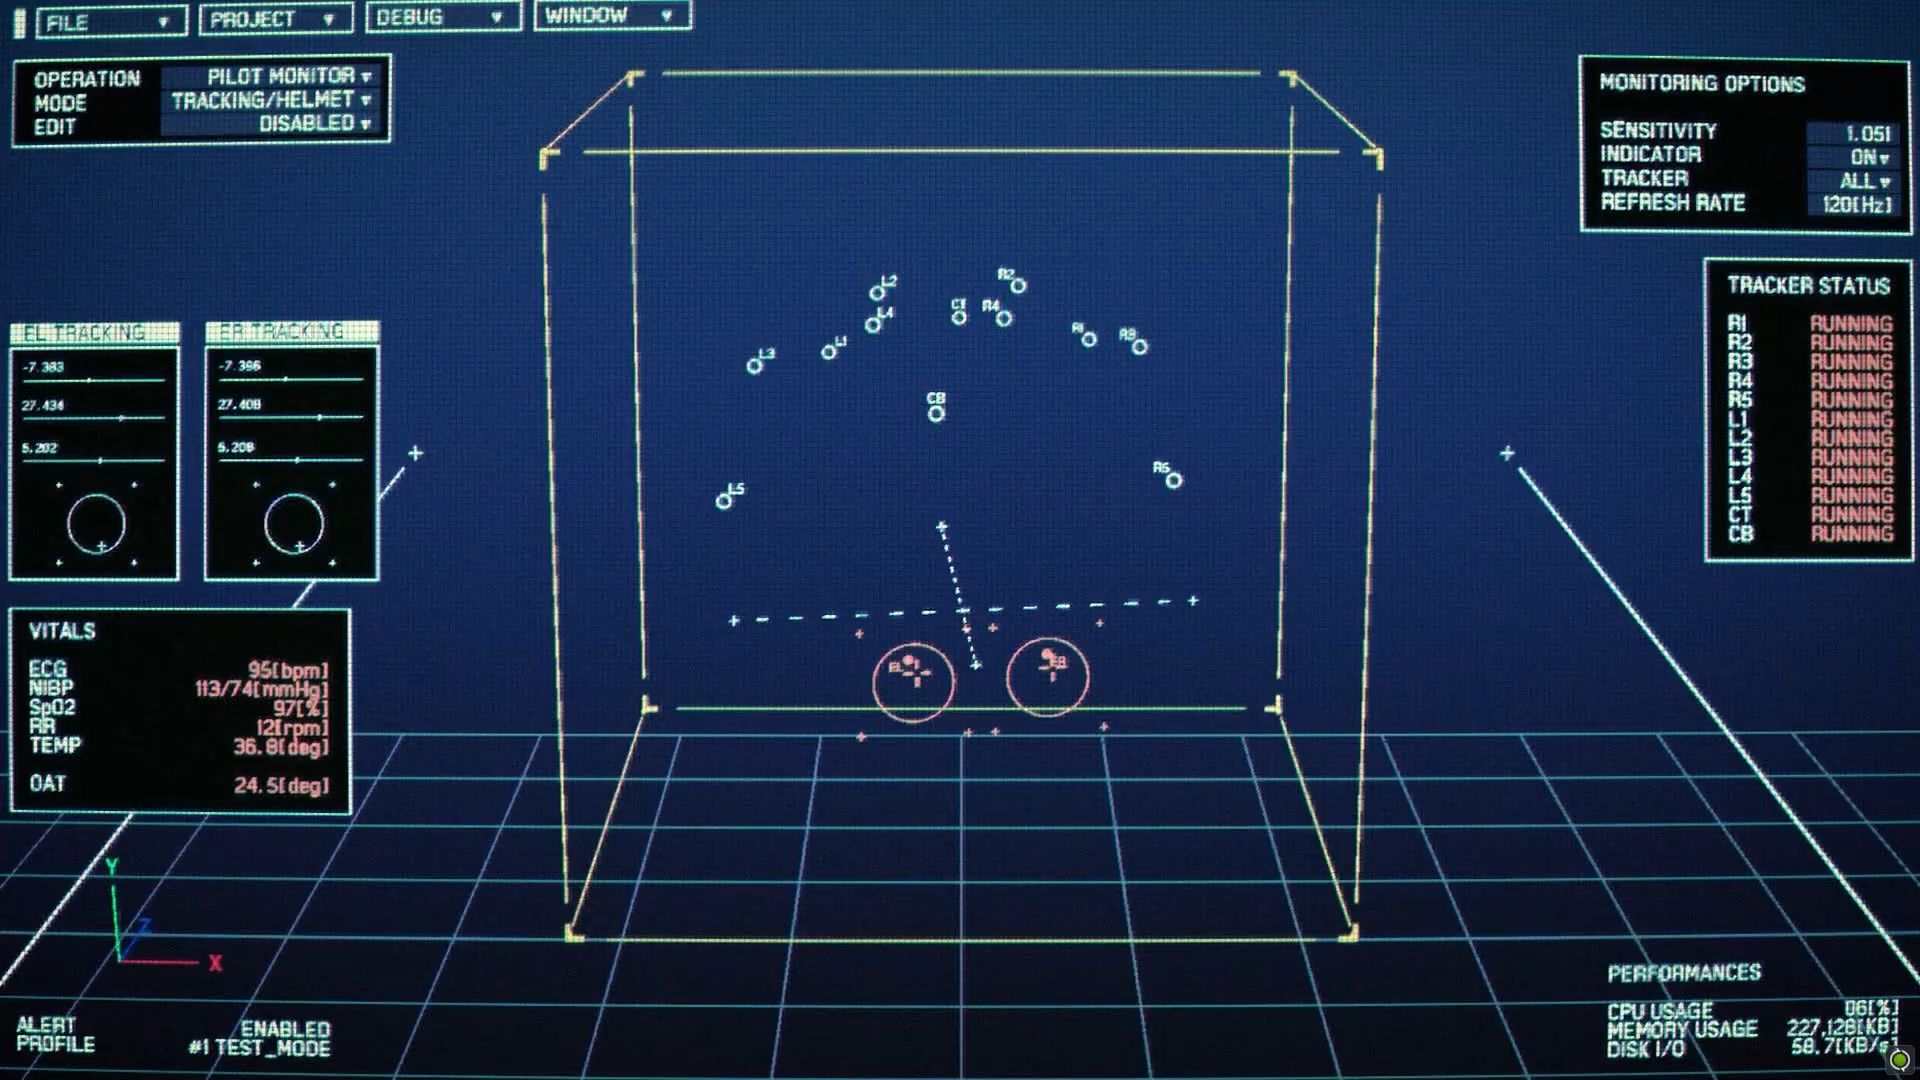 FILE
PROJECT
DEBUG
WINDOW
OPERATION PILOT MONITOR
MODE TRACKING/HELMET
EDIT DISABLED
MONITORING OPTIONS
SENSITIVITY 1.051
INDICATOR ON
TRACKER ALL
REFRESH RATE 120[Hz]
TRACKER STATUS
R1 RUNNING
R2 RUNNING
R3 RUNNING
R4 RUNNING
R5 RUNNING
L1 RUNNING
L2 RUNNING
L3 RUNNING
L4 RUNNING
L5 RUNNING
CT RUNNING
CB RUNNING
EL TRACKING
-7.383
27.434
5.202
ER TRACKING
-7.396
27.408
5.208
L2
R2
L4
CT
R4
L3
L1
R1
R3
CB
L5
R5
EL
ER
VITALS
ECG 95[bpm]
NIBP 113/74[mmHg]
SpO2 97[%]
RR 12[rpm]
TEMP 36.8[deg]
OAT 24.5[deg]
Y
Z
X
ALERT ENABLED
PROFILE #1 TEST_MODE
PERFORMANCES
CPU USAGE 06[%]
MEMORY USAGE 227,128[KB]
DISK I/O 58.7[KB/s]